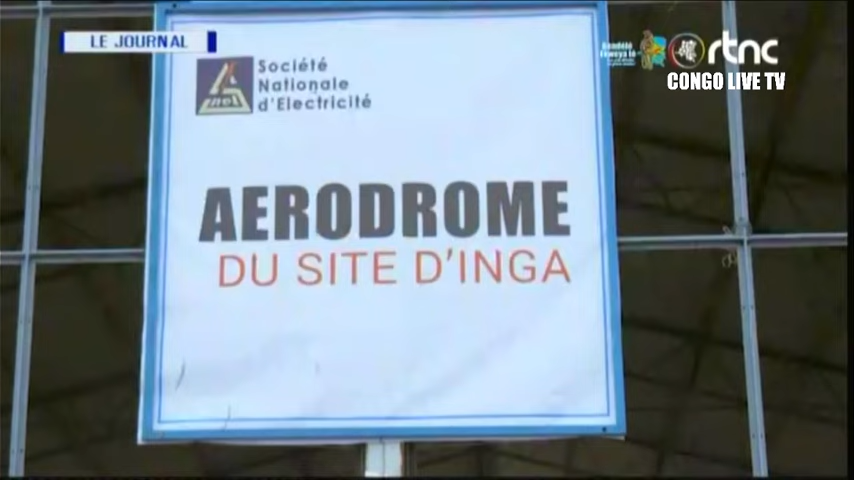 LE JOURNAL
rtnc
CONGO LIVE TV
Société
Nationale
d'Electricité
AERODROME
DU SITE D'INGA